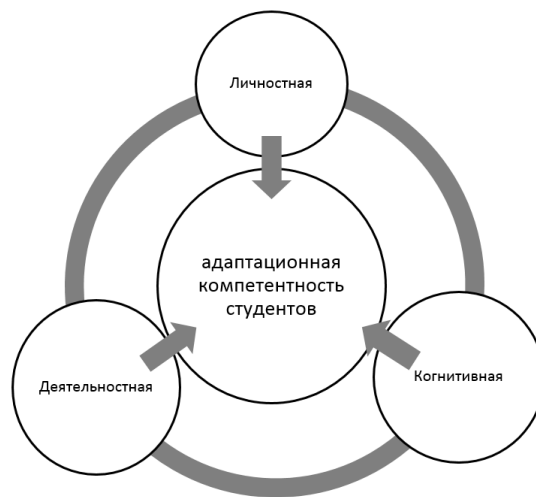 Личностная
адаптационная
компетентность
студентов
Деятельностная
Когнитивная